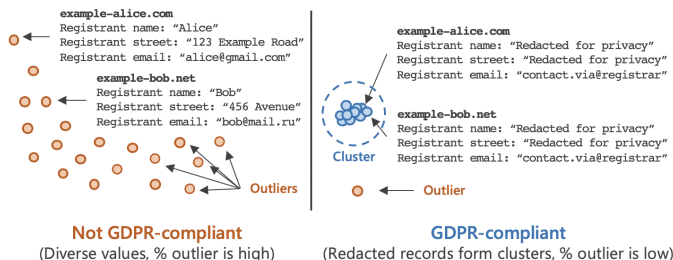 example-alice.com
Registrant name: “Alice”
Registrant street: “123 Example Road”
Registrant email: “alice@gmail.com”
example-bob.net
Registrant name: “Bob”
Registrant street: “456 Avenue”
Registrant email: “bob@mail.ru”
Outliers
Not GDPR-compliant
(Diverse values, % outlier is high)
example-alice.com
Registrant name: “Redacted for privacy”
Registrant street: “Redacted for privacy”
Registrant email: “contact.via@registrar”
example-bob.net
Registrant name: “Redacted for privacy”
Registrant street: “Redacted for privacy”
Registrant email: “contact.via@registrar”
Cluster
Outlier
GDPR-compliant
(Redacted records form clusters, % outlier is low)